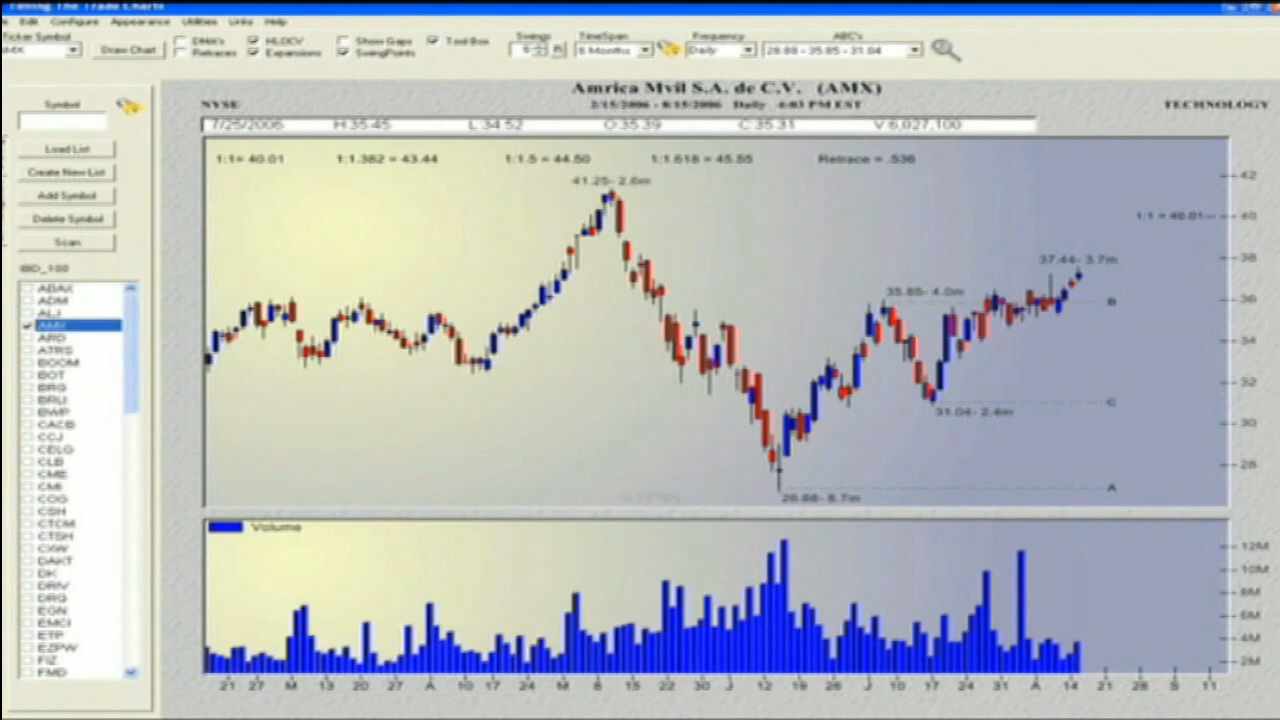 Timing The Trade Charts
Edit Configure Appearance Utilities Links Help
Ticker Symbol
AMX
Draw Chart
DMA's
HLOCV
Show Gaps
Tool Box
Retraces
Expansions
SwingPoints
Swings
TimeSpan
6 Months
Frequency
Daily
ABC's
26.88 - 35.85 - 31.04
Amrica Mvil S.A. de C.V. (AMX)
NYSE
2/15/2006 - 8/15/2006 Daily 4:03 PM EST
TECHNOLOGY
7/25/2006 H:35.45 L:34.52 O:35.39 C:35.31 V:6,027,100
1:1= 40.01 1:1.382 = 43.44 1:1.5 = 44.50 1:1.618 = 45.55 Retrace = .536
41.25- 2.6m
1:1 = 40.01
37.44- 3.7m
35.85- 4.0m
B
C
31.04- 2.4m
A
26.88- 6.7m
42
40
38
36
34
32
30
28
Volume
12M
10M
8M
6M
4M
2M
21 27 M 13 20 27 A 10 17 24 M 8 15 22 30 J 12 19 26 J 10 17 24 31 A 14 21 28 S 11
Symbol
Load List
Create New List
Add Symbol
Delete Symbol
Scan
IBD_100
ABAX
ADM
ALJ
AMX
ARD
ATRS
BOOM
BOT
BRG
BRLI
BWP
CACB
CCJ
CELG
CLB
CME
CMI
COG
CSH
CTCM
CTSH
CXW
DAKT
DK
DRIV
DRQ
EGN
EMCI
ETP
EZPW
FIZ
FMD